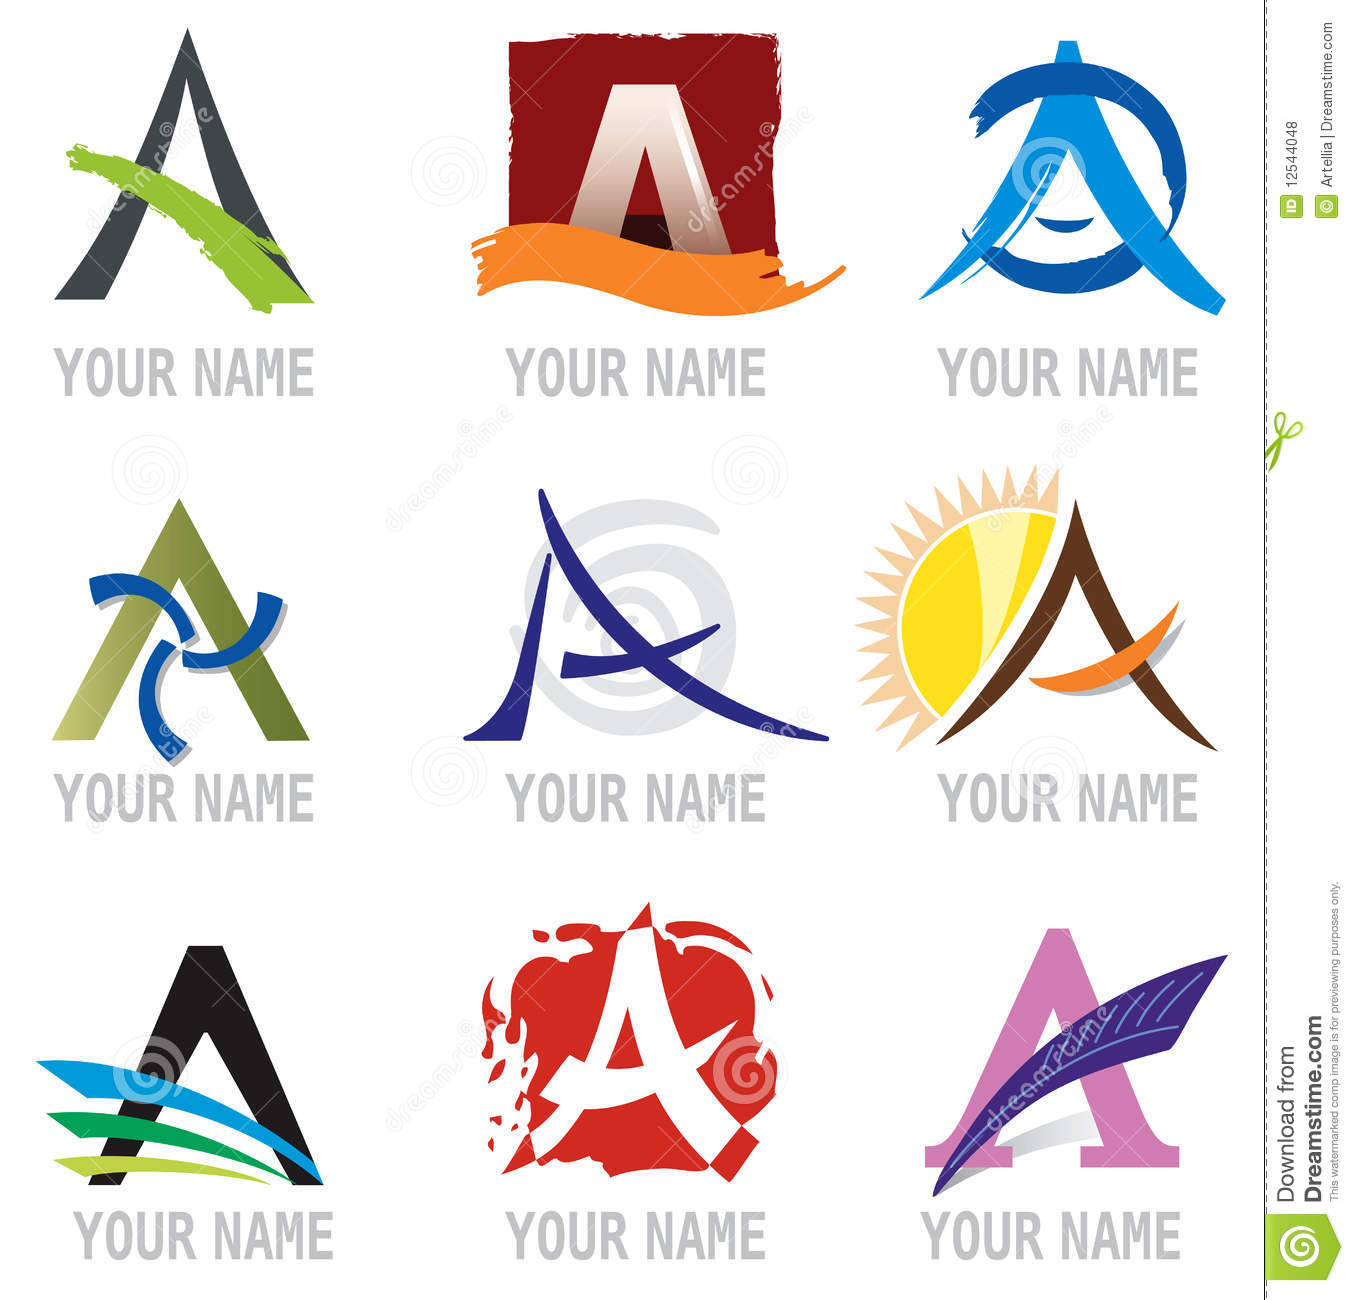 A A A
YOUR NAME YOUR NAME YOUR NAME
A A A
YOUR NAME YOUR NAME YOUR NAME
A A A
YOUR NAME YOUR NAME YOUR NAME
ID 12544048
© Artellia | Dreamstime.com
Download from
Dreamstime.com
This watermarked comp image is for previewing purposes only.
dreamstime